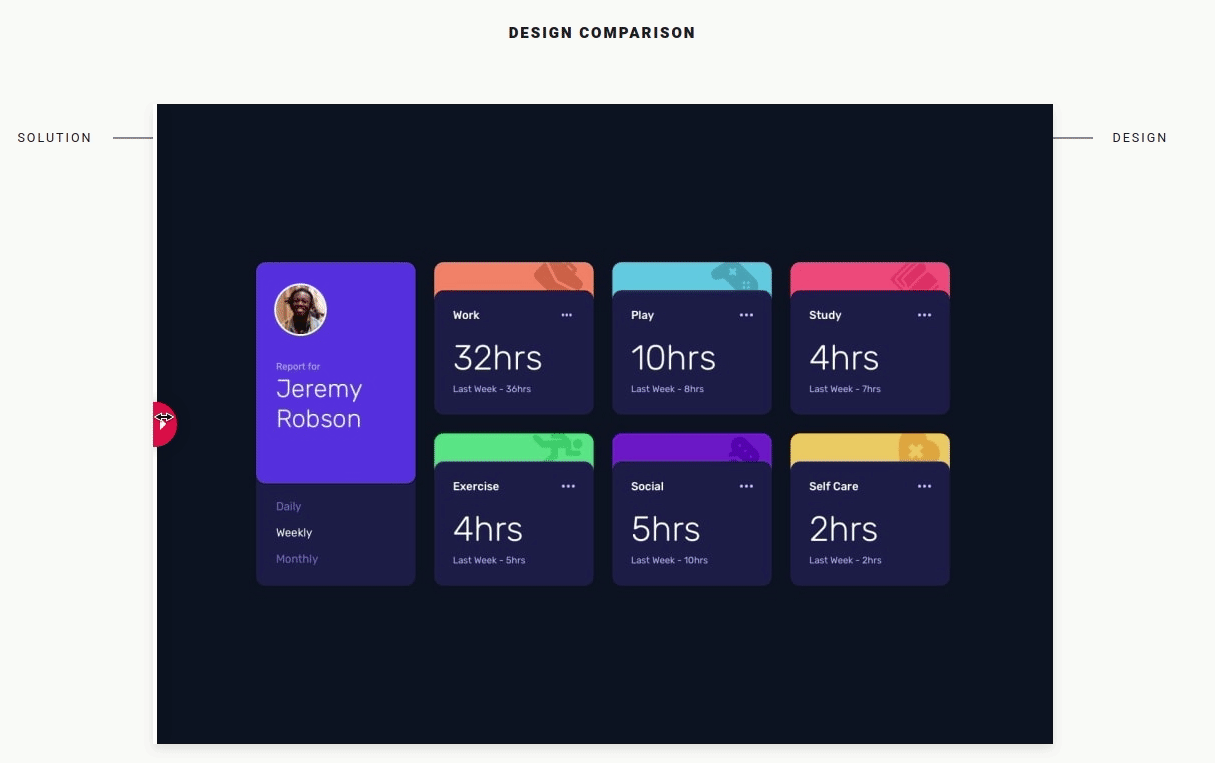 DESIGN COMPARISON
SOLUTION
DESIGN
Report for
Jeremy
Robson
Daily
Weekly
Monthly
Work
32hrs
Last Week - 36hrs
Play
10hrs
Last Week - 8hrs
Study
4hrs
Last Week - 7hrs
Exercise
4hrs
Last Week - 5hrs
Social
5hrs
Last Week - 10hrs
Self Care
2hrs
Last Week - 2hrs